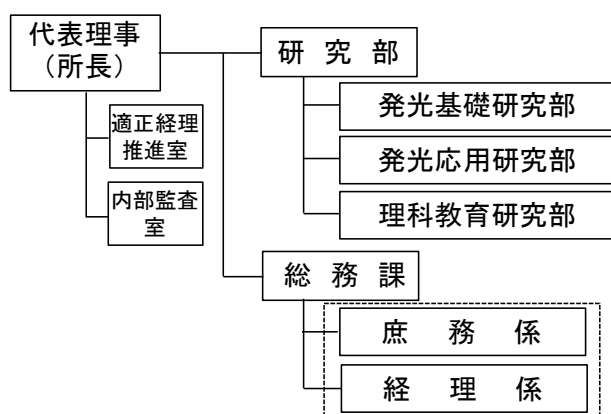 代表理事
（所長）
適正経理
推進室
内部監査
室
研究部
発光基礎研究部
発光応用研究部
理科教育研究部
総務課
庶務係
経理係